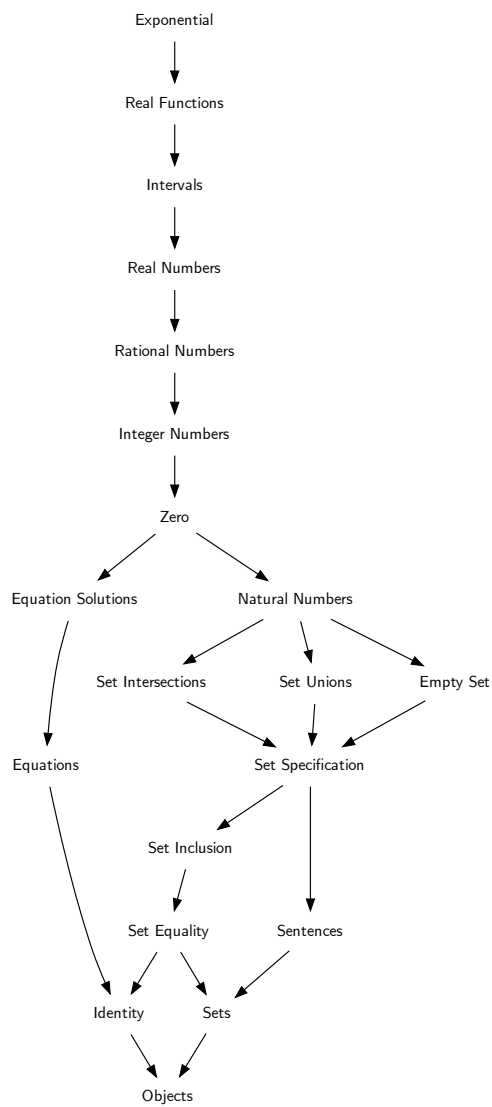 Exponential
Real Functions
Intervals
Real Numbers
Rational Numbers
Integer Numbers
Zero
Equation Solutions
Natural Numbers
Set Intersections
Set Unions
Empty Set
Equations
Set Specification
Set Inclusion
Set Equality
Sentences
Identity
Sets
Objects